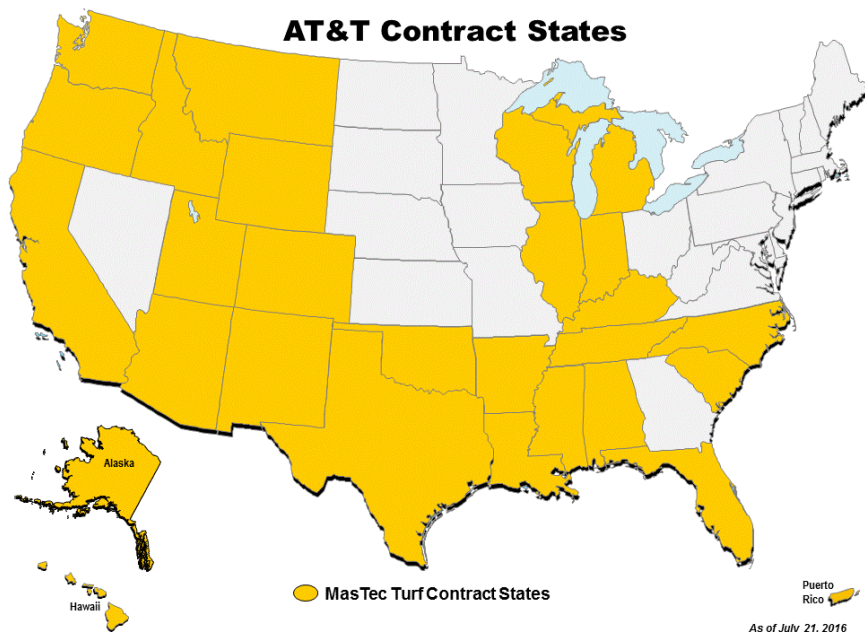 AT&T Contract States
Alaska
Hawaii
MasTec Turf Contract States
Puerto
Rico
As of July 21, 2016